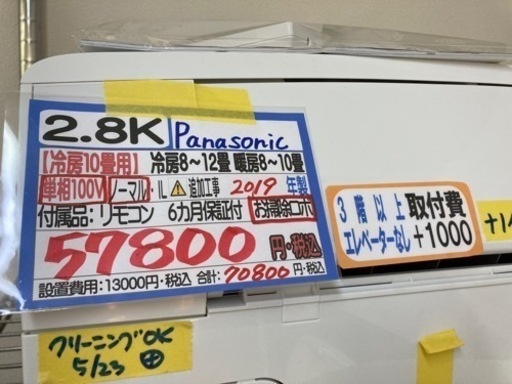 2.8K Panasonic
【冷房10畳用】 冷房8～12畳 暖房8～10畳
単相100V ノーマル・IL 追加工事 2019 年製
付属品: リモコン 6カ月保証付 お掃除ロボ
57800 円・税込
設置費用: 13000円・税込 合計: 70800円・税込
3階以上 取付費
エレベーターなし +1000
クリーニングOK
5/23